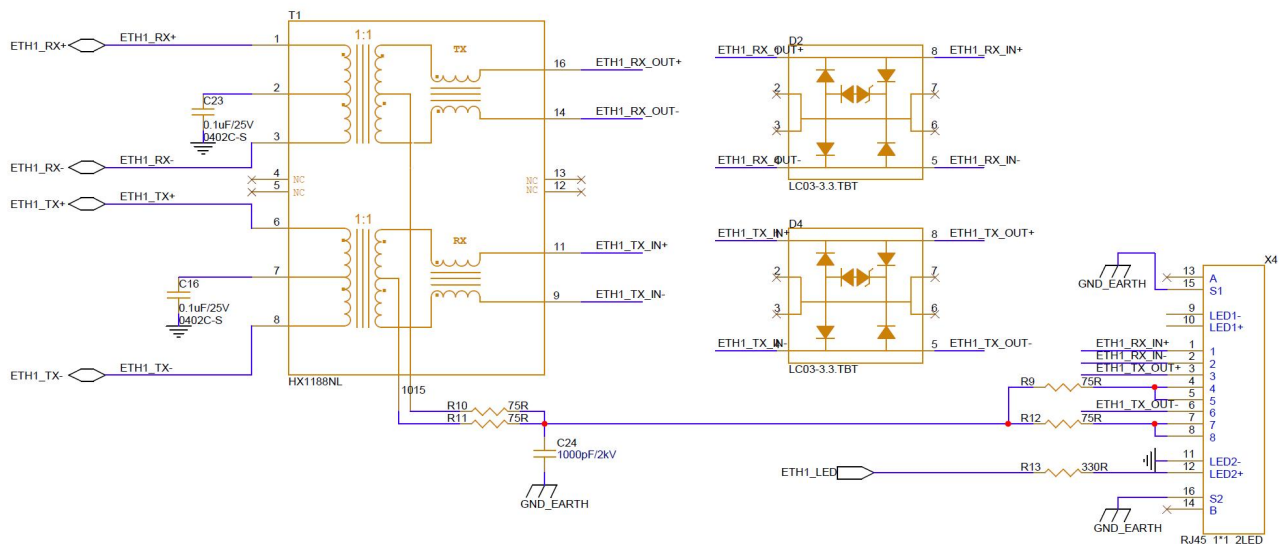 T1
ETH1_RX+
ETH1_RX+
1
1:1
TX
16
ETH1_RX_OUT+
2
C23
0.1uF/25V
0402C-S
14
ETH1_RX_OUT-
3
ETH1_RX-
ETH1_RX-
4
NC
5
NC
13
NC
12
NC
ETH1_TX+
ETH1_TX+
6
1:1
RX
11
ETH1_TX_IN+
7
C16
0.1uF/25V
0402C-S
9
ETH1_TX_IN-
8
ETH1_TX-
ETH1_TX-
HX1188NL
1015
D2
ETH1_RX_OUT+
1
8
ETH1_RX_IN+
2
7
3
6
ETH1_RX_OUT-
4
5
ETH1_RX_IN-
LC03-3.3.TBT
D4
ETH1_TX_IN+
1
8
ETH1_TX_OUT+
2
7
3
6
ETH1_TX_IN-
4
5
ETH1_TX_OUT-
LC03-3.3.TBT
R10
75R
R11
75R
C24
1000pF/2kV
GND_EARTH
R9
75R
R12
75R
ETH1_LED
R13
330R
X4
GND_EARTH
13
A
15
S1
9
LED1-
10
LED1+
ETH1_RX_IN+
1
1
ETH1_RX_IN-
2
2
ETH1_TX_OUT+
3
3
4
4
5
5
ETH1_TX_OUT-
6
6
7
7
8
8
11
LED2-
12
LED2+
16
S2
14
B
GND_EARTH
RJ45 1*1 2LED